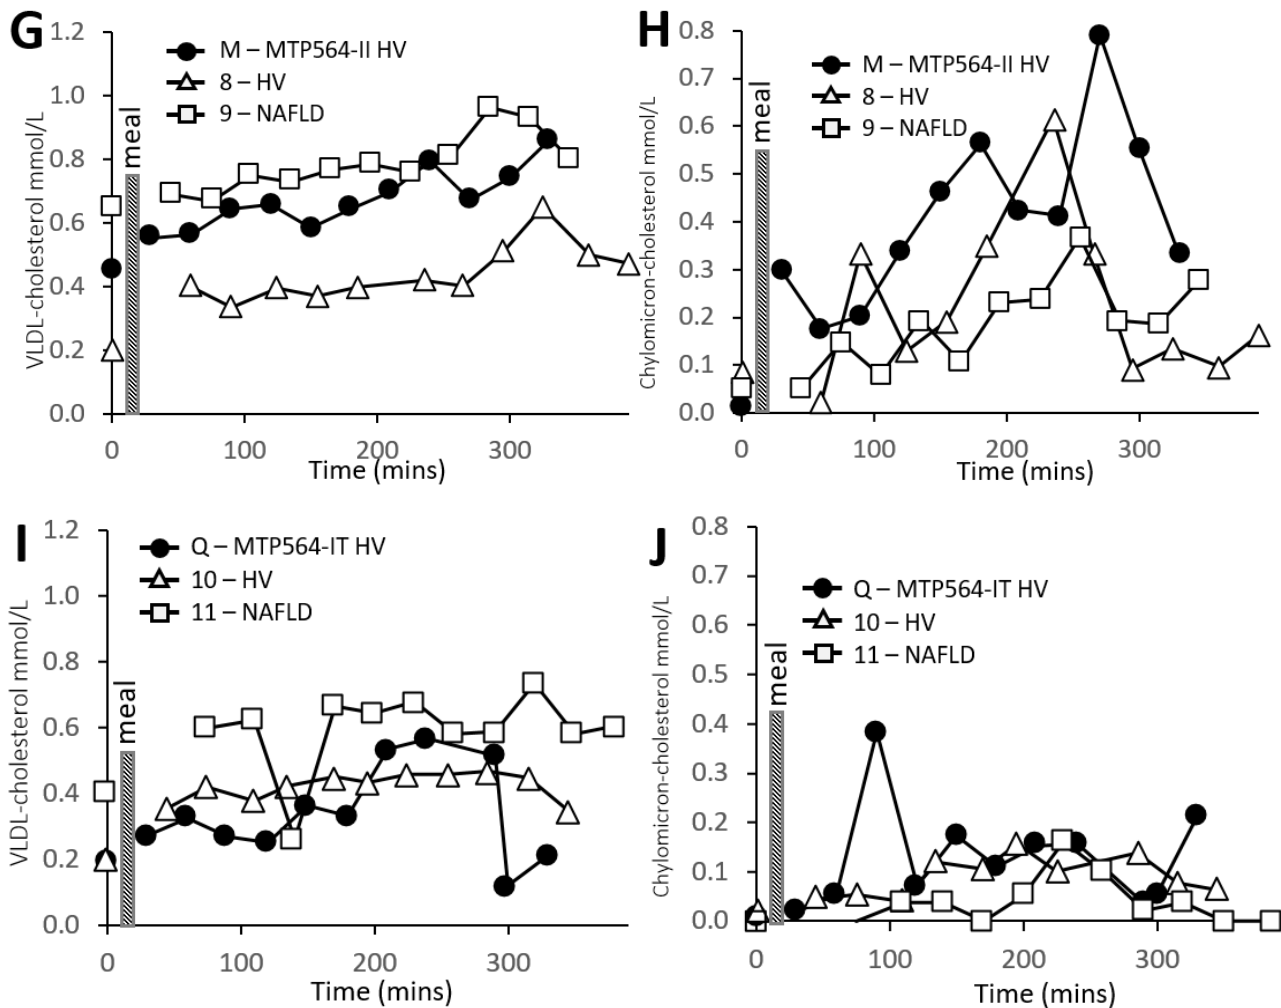 G
VLDL-cholesterol mmol/L
1.2
1.0
0.8
0.6
0.4
0.2
0.0
M – MTP564-II HV
8 – HV
9 – NAFLD
meal
0 100 200 300
Time (mins)
H
Chylomicron-cholesterol mmol/L
0.8
0.7
0.6
0.5
0.4
0.3
0.2
0.1
0.0
M – MTP564-II HV
8 – HV
9 – NAFLD
meal
0 100 200 300
Time (mins)
I
VLDL-cholesterol mmol/L
1.2
1.0
0.8
0.6
0.4
0.2
0.0
Q – MTP564-IT HV
10 – HV
11 – NAFLD
meal
0 100 200 300
Time (mins)
J
Chylomicron-cholesterol mmol/L
0.8
0.7
0.6
0.5
0.4
0.3
0.2
0.1
0.0
Q – MTP564-IT HV
10 – HV
11 – NAFLD
meal
0 100 200 300
Time (mins)